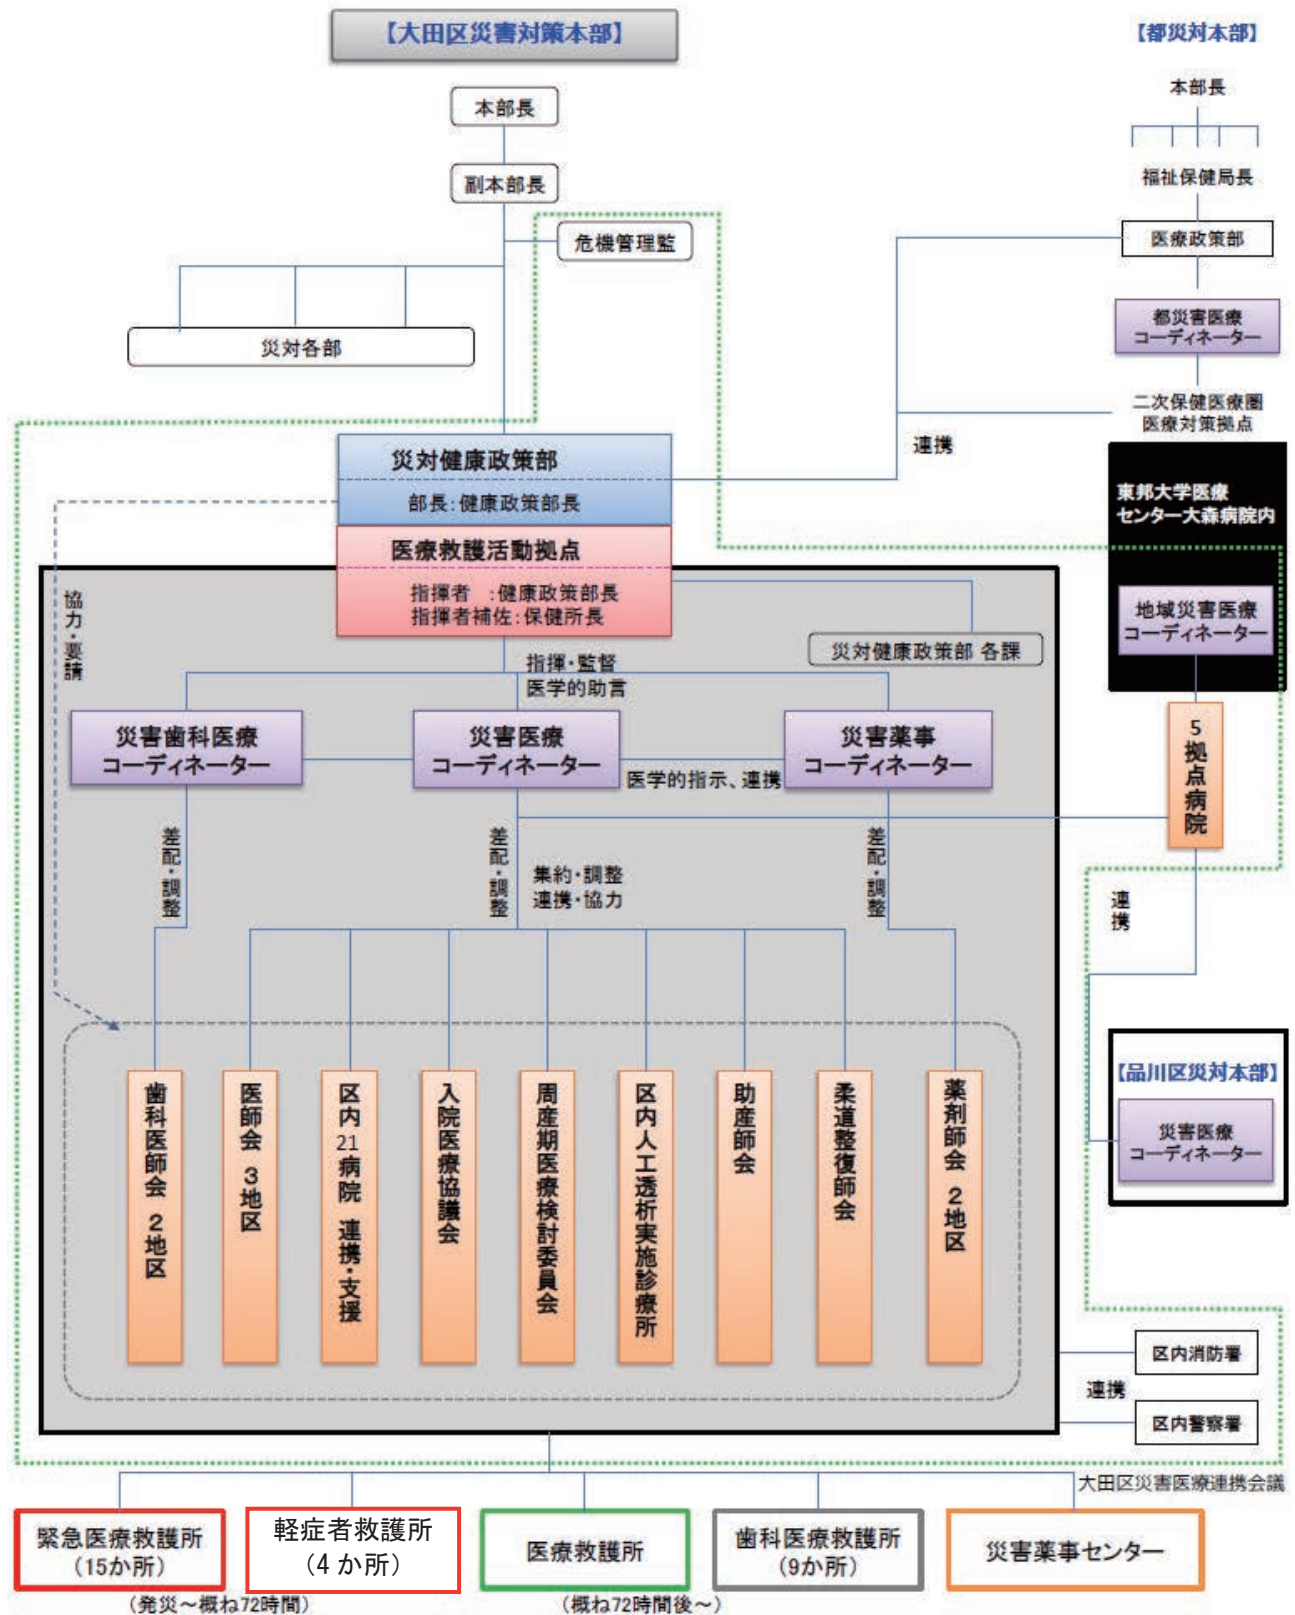 【大田区災害対策本部】
【都災対本部】
本部長
本部長
副本部長
福祉保健局長
危機管理監
医療政策部
災対各部
都災害医療
コーディネーター
二次保健医療圏
医療対策拠点
連携
災対健康政策部
部長:健康政策部長
東邦大学医療
センター大森病院内
医療救護活動拠点
指揮者 :健康政策部長
指揮者補佐:保健所長
協力・要請
地域災害医療
コーディネーター
災対健康政策部 各課
指揮・監督
医学的助言
災害歯科医療
コーディネーター
災害医療
コーディネーター
災害薬事
コーディネーター
医学的指示、連携
5拠点病院
差配・調整
差配・調整
差配・調整
集約・調整
連携・協力
連携
歯科医師会 2地区
医師会 3地区
区内21病院 連携・支援
入院医療協議会
周産期医療検討委員会
区内人工透析実施診療所
助産師会
柔道整復師会
薬剤師会 2地区
【品川区災対本部】
災害医療
コーディネーター
区内消防署
連携
区内警察署
大田区災害医療連携会議
緊急医療救護所
(15か所)
軽症者救護所
(4か所)
医療救護所
歯科医療救護所
(9か所)
災害薬事センター
(発災～概ね72時間)
(概ね72時間後～)